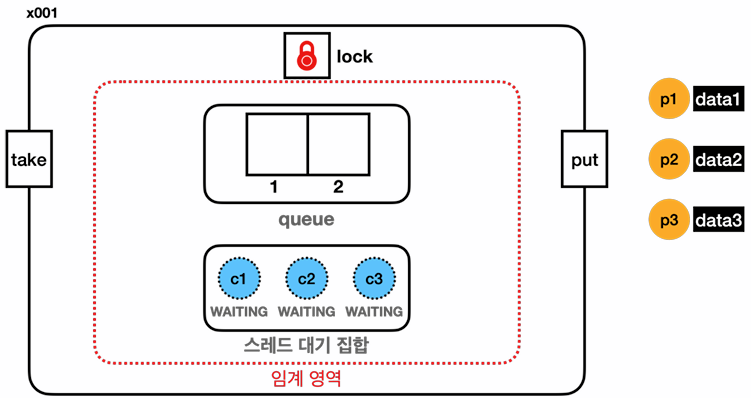 x001
lock
take
put
p1 data1
p2 data2
p3 data3
1 2
queue
c1 c2 c3
WAITING WAITING WAITING
스레드 대기 집합
임계 영역